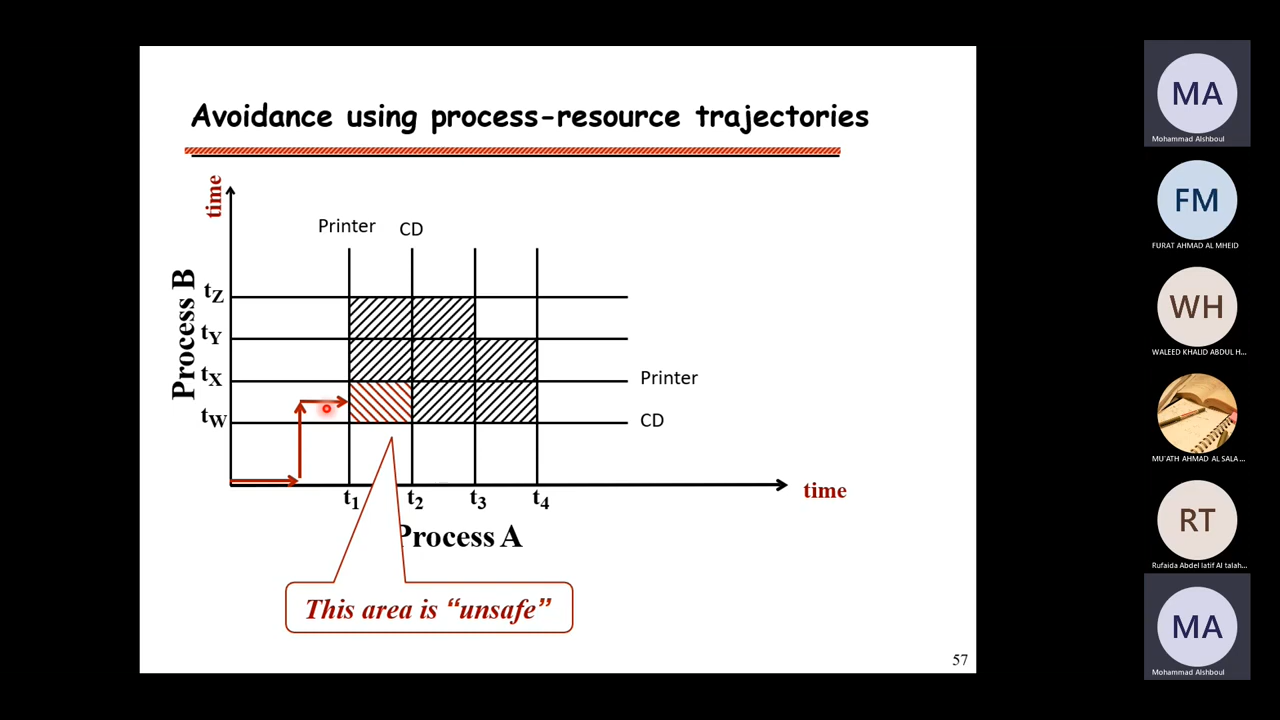 Avoidance using process-resource trajectories
time
Process B
Printer
CD
tZ
tY
tX
tW
Printer
CD
t1
t2
t3
t4
time
Process A
This area is “unsafe”
57
MA
Mohammad Alshboul
FM
FURAT AHMAD AL MHEID
WH
WALEED KHALID ABDUL H...
MU'ATH AHMAD AL SALA...
RT
Rufaida Abdel latif Al talah...
MA
Mohammad Alshboul